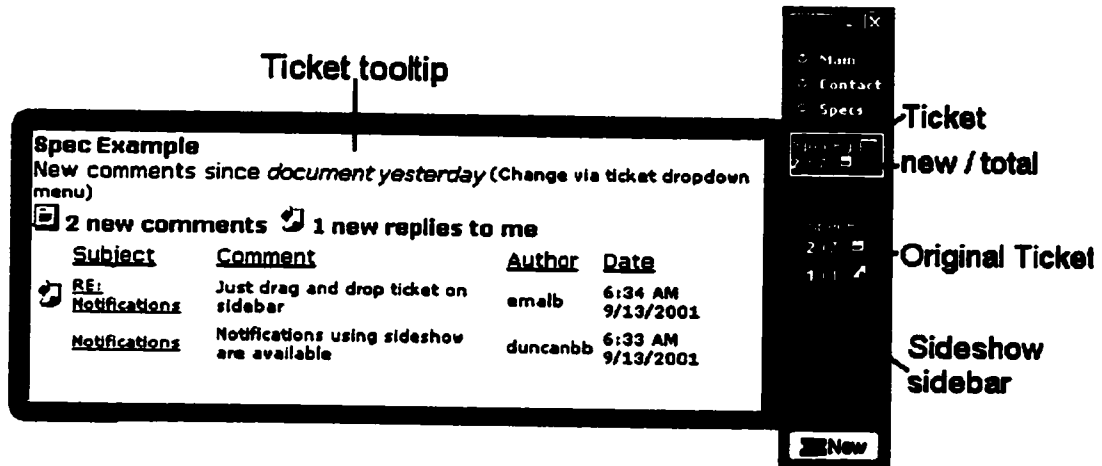 Ticket tooltip
Main
Contact
Specs
Ticket
new / total
Spec Example
New comments since document yesterday (Change via ticket dropdown
menu)
2 new comments 1 new replies to me
Subject Comment Author Date
RE:
Notifications
Just drag and drop ticket on
sidebar
emalb
6:34 AM
9/13/2001
Notifications
Notifications using sideshow
are available
duncanbb
6:33 AM
9/13/2001
Original Ticket
Sideshow
sidebar
New